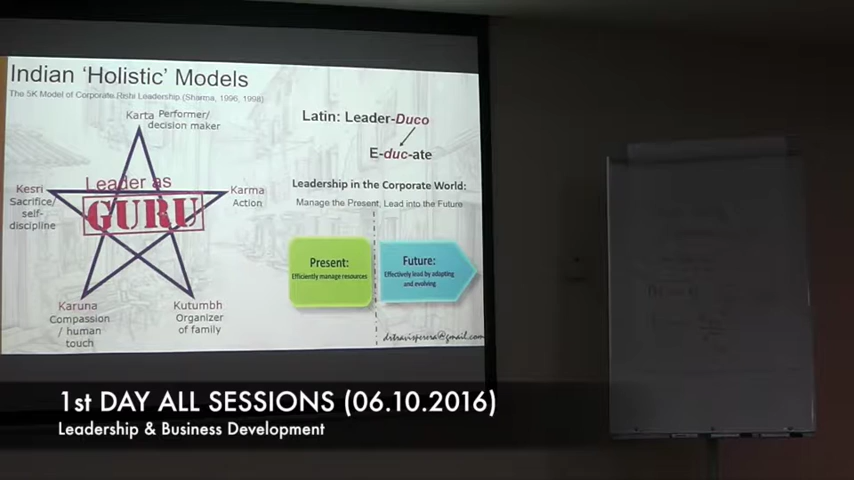 Indian ‘Holistic’ Models
The 5K Model of Corporate Rishi Leadership (Sharma, 1996, 1998)
Karta
Performer/
decision maker
Kesri
Sacrifice/
self-
discipline
Leader as
GURU
Karma
Action
Karuna
Compassion
/ human
touch
Kutumbh
Organizer
of family
Latin: Leader-Duco
E-duc-ate
Leadership in the Corporate World:
Manage the Present, Lead into the Future
Present:
Efficiently manage resources
Future:
Effectively lead by adapting
and evolving
drtravisperera@gmail.com
1st DAY ALL SESSIONS (06.10.2016)
Leadership & Business Development